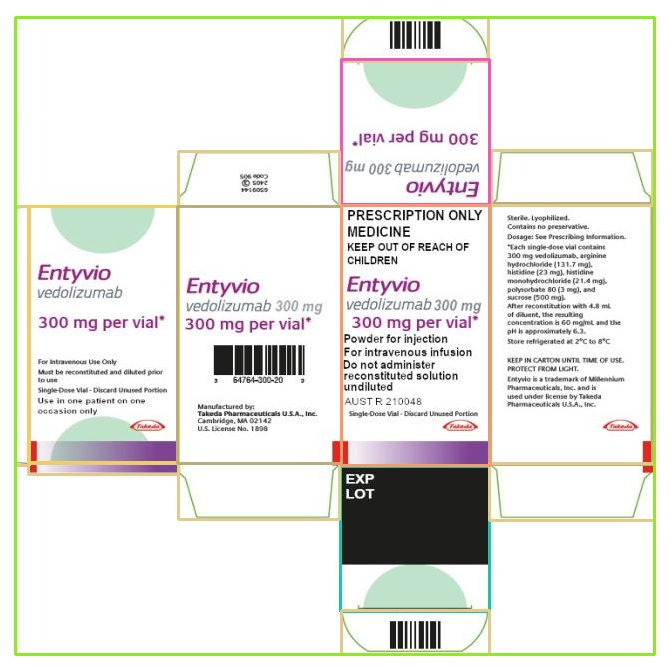 300 mg per vial*
vedolizumab 300 mg
Entyvio
6509144
2405 ③
Code 905
Entyvio
vedolizumab
300 mg per vial*
For Intravenous Use Only
Must be reconstituted and diluted prior
to use
Single-Dose Vial - Discard Unused Portion
Use in one patient on one
occasion only
Takeda
Entyvio
vedolizumab 300 mg
300 mg per vial*
3 64764-300-20 9
Manufactured by:
Takeda Pharmaceuticals U.S.A., Inc.
Cambridge, MA 02142
U.S. License No. 1898
PRESCRIPTION ONLY
MEDICINE
KEEP OUT OF REACH OF
CHILDREN
Entyvio
vedolizumab 300 mg
300 mg per vial*
Powder for injection
For intravenous infusion
Do not administer
reconstituted solution
undiluted
AUST R 210048
Single-Dose Vial - Discard Unused Portion
Takeda
Sterile. Lyophilized.
Contains no preservative.
Dosage: See Prescribing Information.
*Each single-dose vial contains
300 mg vedolizumab, arginine
hydrochloride (131.7 mg),
histidine (23 mg), histidine
monohydrochloride (21.4 mg),
polysorbate 80 (3 mg), and
sucrose (500 mg).
After reconstitution with 4.8 mL
of diluent, the resulting
concentration is 60 mg/mL and the
pH is approximately 6.3.
Store refrigerated at 2°C to 8°C
KEEP IN CARTON UNTIL TIME OF USE.
PROTECT FROM LIGHT.
Entyvio is a trademark of Millennium
Pharmaceuticals, Inc. and is
used under license by Takeda
Pharmaceuticals U.S.A., Inc.
Takeda
EXP
LOT